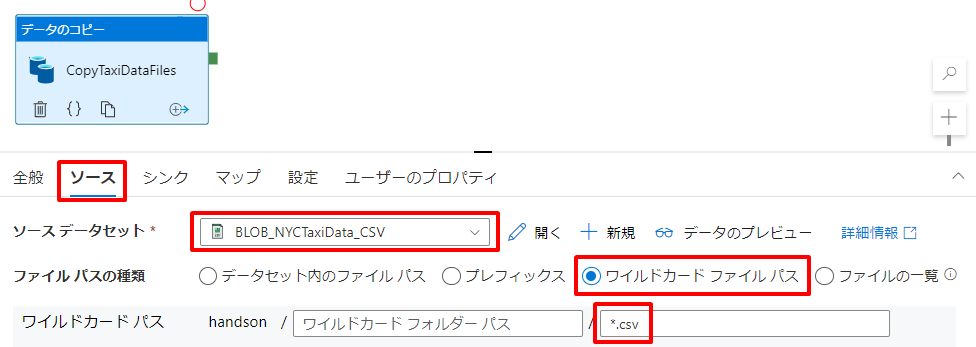 データのコピー
CopyTaxiDataFiles
全般 ソース シンク マップ 設定 ユーザーのプロパティ
ソース データセット * BLOB_NYCTaxiData_CSV 開く 新規 データのプレビュー 詳細情報
ファイル パスの種類 データセット内のファイル パス プレフィックス ワイルドカード ファイル パス ファイルの一覧
ワイルドカード パス handson / ワイルドカード フォルダー パス / *.csv